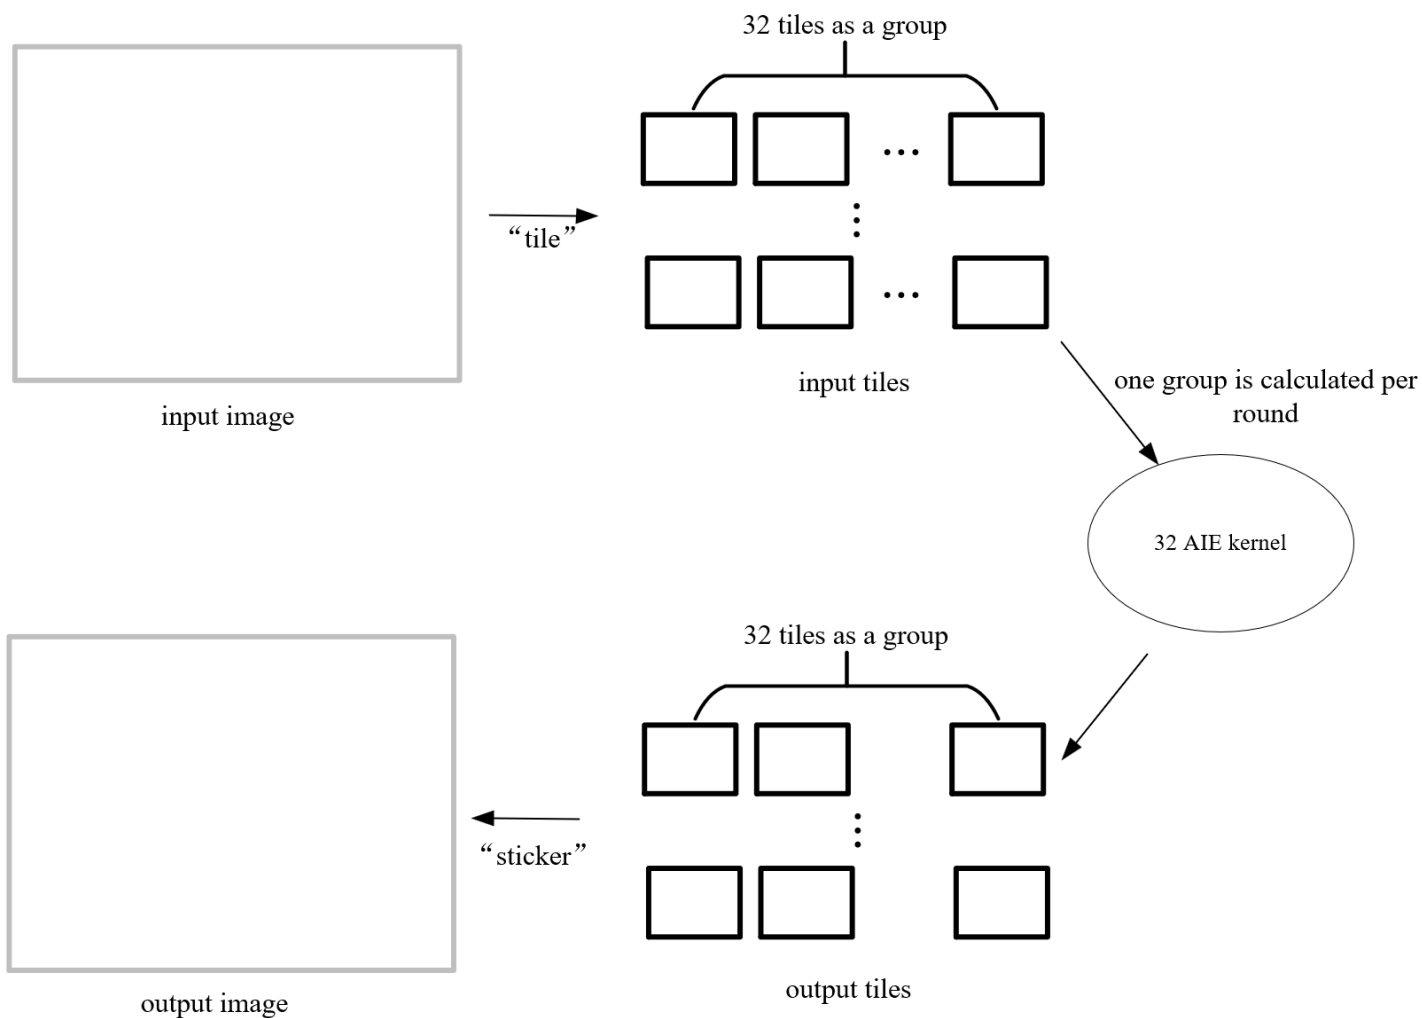 32 tiles as a group
“tile”
input tiles
input image
one group is calculated per
round
32 AIE kernel
32 tiles as a group
“sticker”
output tiles
output image